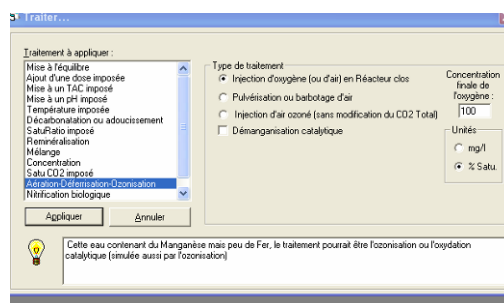 Traiter...
Traitement à appliquer :
Mise à l'équilibre
Ajout d'une dose imposée
Mise à un TAC imposé
Mise à un pH imposé
Température imposée
Décarbonatation ou adoucissement
SatuRatio imposé
Reminéralisation
Mélange
Concentration
Satu CO2 imposé
Aération-Déferrisation-Ozonisation
Nitrification biologique
Appliquer
Annuler
Type de traitement
Injection d'oxygène (ou d'air) en Réacteur clos
Pulvérisation ou barbotage d'air
Injection d'air ozoné (sans modification du CO2 Total)
Démanganisation catalytique
Concentration
finale de
l'oxygène :
100
Unités
mg/l
% Satu.
Cette eau contenant du Manganèse mais peu de Fer, le traitement pourrait être l'ozonisation ou l'oxydation
catalytique (simulée aussi par l'ozonisation)